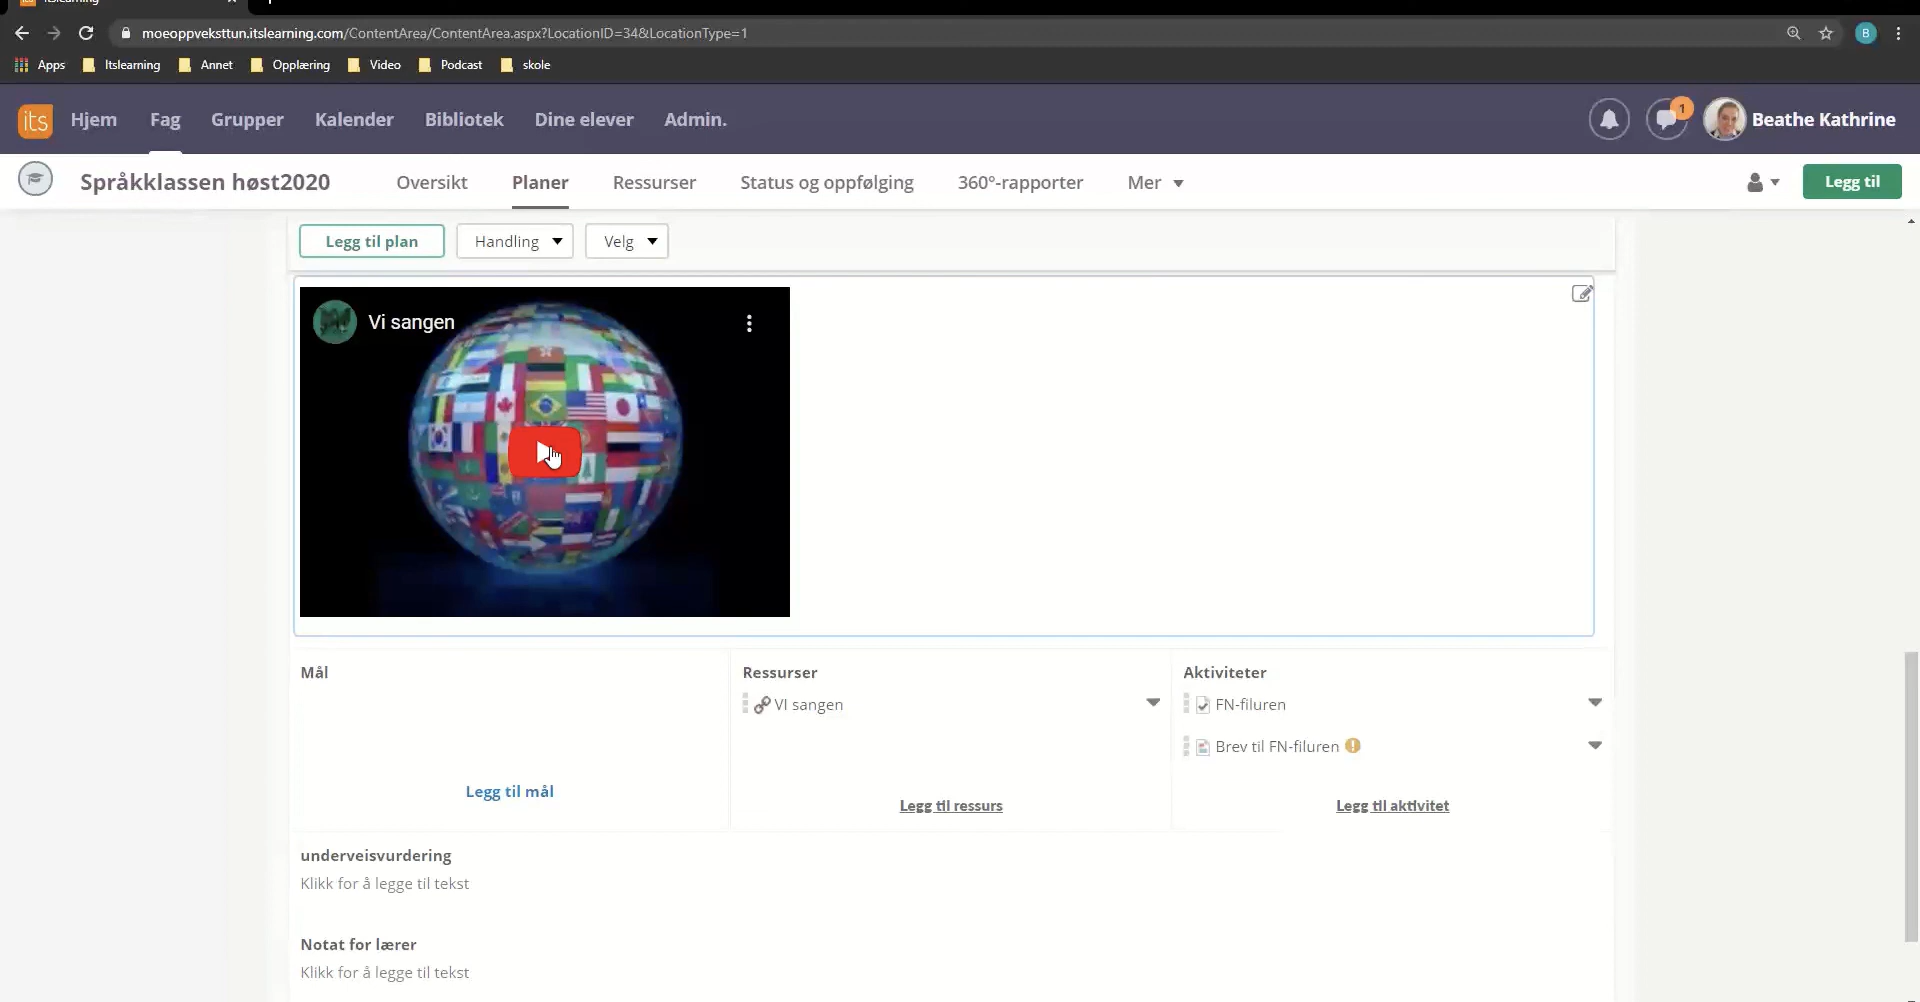 itslearning
moeoppveksttun.itslearning.com/ContentArea/ContentArea.aspx?LocationID=34&LocationType=1
B
Apps Itslearning Annet Opplæring Video Podcast skole
its Hjem Fag Grupper Kalender Bibliotek Dine elever Admin. 1 Beathe Kathrine
Språkklassen høst2020 Oversikt Planer Ressurser Status og oppfølging 360°-rapporter Mer Legg til
Legg til plan Handling Velg
Vi sangen
Mål Ressurser Aktiviteter
VI sangen FN-filuren
Brev til FN-filuren
Legg til mål Legg til ressurs Legg til aktivitet
underveisvurdering
Klikk for å legge til tekst
Notat for lærer
Klikk for å legge til tekst